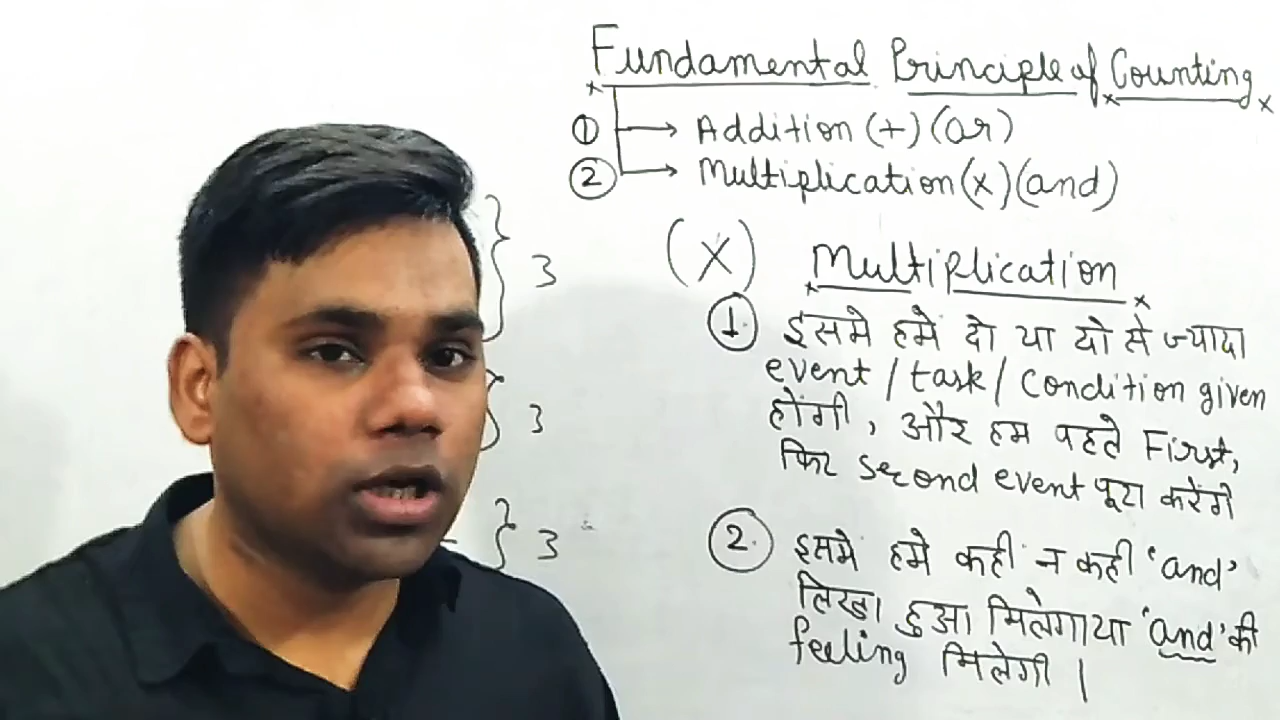 Fundamental Principle of Counting
① → Addition (+) (or)
② → Multiplication (x) (and)
(X) Multiplication
① इसमे हमें दो या दो से ज्यादा
event / task / Condition given
होंगी, और हम पहले First,
फिर second event पूरा करेंगे
② इसमे हमे कही न कही 'and'
लिखा हुआ मिलेगा या 'and' की
feeling मिलेगी |
} 3
} 3
} 3